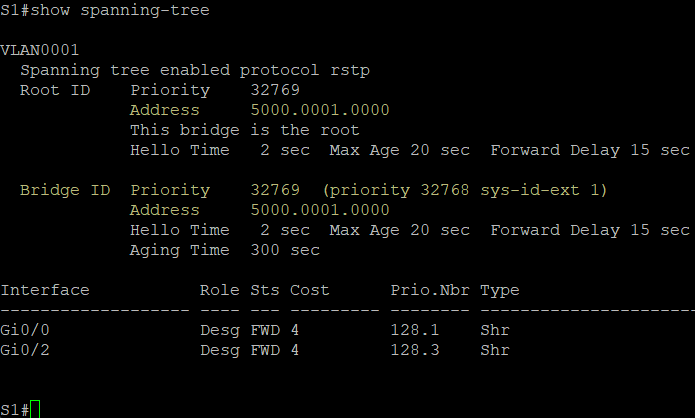 S1#show spanning-tree
VLAN0001
  Spanning tree enabled protocol rstp
  Root ID    Priority    32769
             Address     5000.0001.0000
             This bridge is the root
             Hello Time   2 sec  Max Age 20 sec  Forward Delay 15 sec
  Bridge ID  Priority    32769  (priority 32768 sys-id-ext 1)
             Address     5000.0001.0000
             Hello Time   2 sec  Max Age 20 sec  Forward Delay 15 sec
             Aging Time  300 sec
Interface           Role Sts Cost      Prio.Nbr Type
------------------- ---- --- --------- -------- ----------------------
Gi0/0               Desg FWD 4         128.1    Shr
Gi0/2               Desg FWD 4         128.3    Shr
S1#